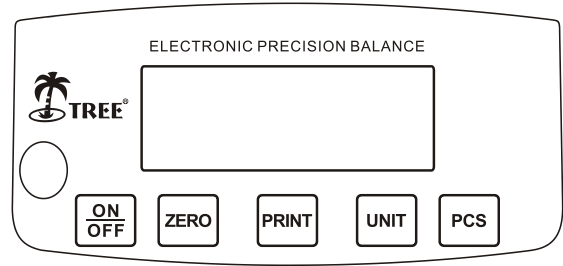 ELECTRONIC PRECISION BALANCE
TREE®
ON
OFF
ZERO
PRINT
UNIT
PCS